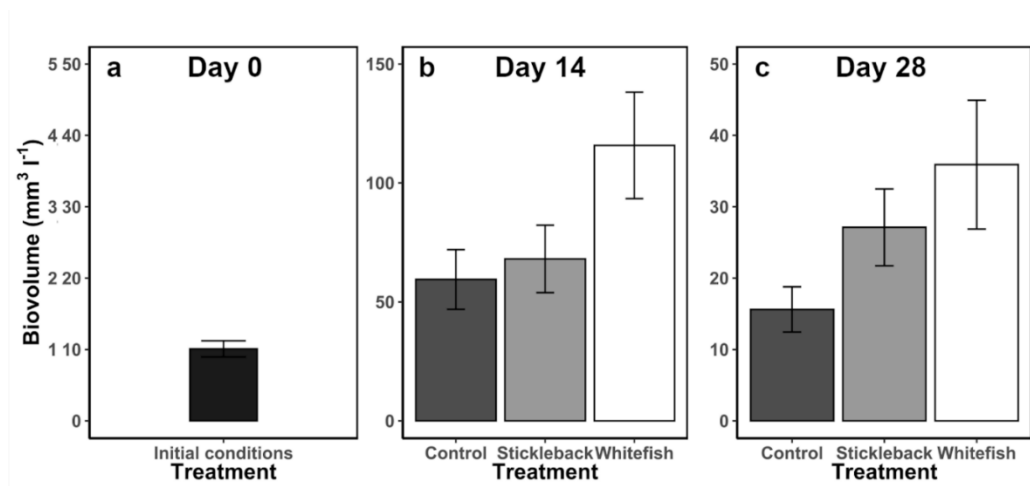 a Day 0
b Day 14
c Day 28
Biovolume (mm³ l⁻¹)
5 50
4 40
3 30
2 20
1 10
0
150
100
50
0
50
40
30
20
10
0
Initial conditions
Control Stickleback Whitefish
Control Stickleback Whitefish
Treatment
Treatment
Treatment